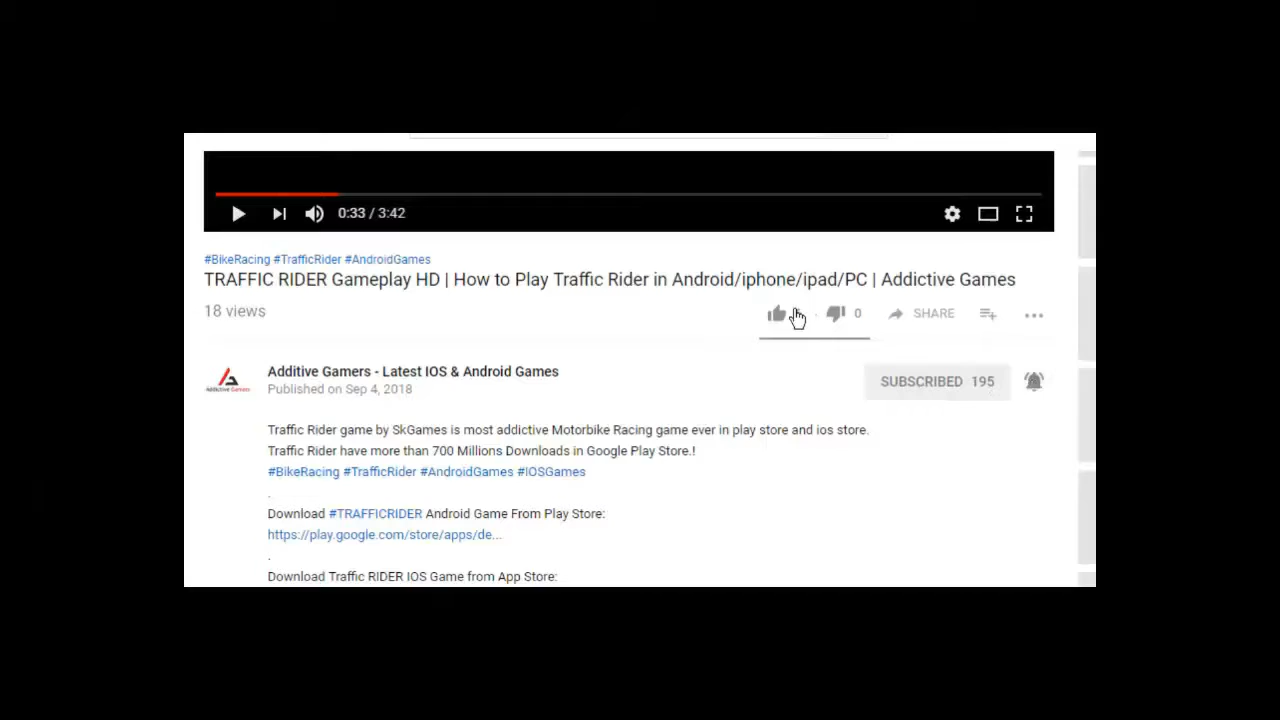 0:33 / 3:42
#BikeRacing #TrafficRider #AndroidGames
TRAFFIC RIDER Gameplay HD | How to Play Traffic Rider in Android/iphone/ipad/PC | Addictive Games
18 views
0
SHARE
Additive Gamers - Latest IOS & Android Games
Published on Sep 4, 2018
SUBSCRIBED 195
Addictive Gamers
Traffic Rider game by SkGames is most addictive Motorbike Racing game ever in play store and ios store.
Traffic Rider have more than 700 Millions Downloads in Google Play Store.!
#BikeRacing #TrafficRider #AndroidGames #IOSGames
.
Download #TRAFFICRIDER Android Game From Play Store:
https://play.google.com/store/apps/de...
.
Download Traffic RIDER IOS Game from App Store: